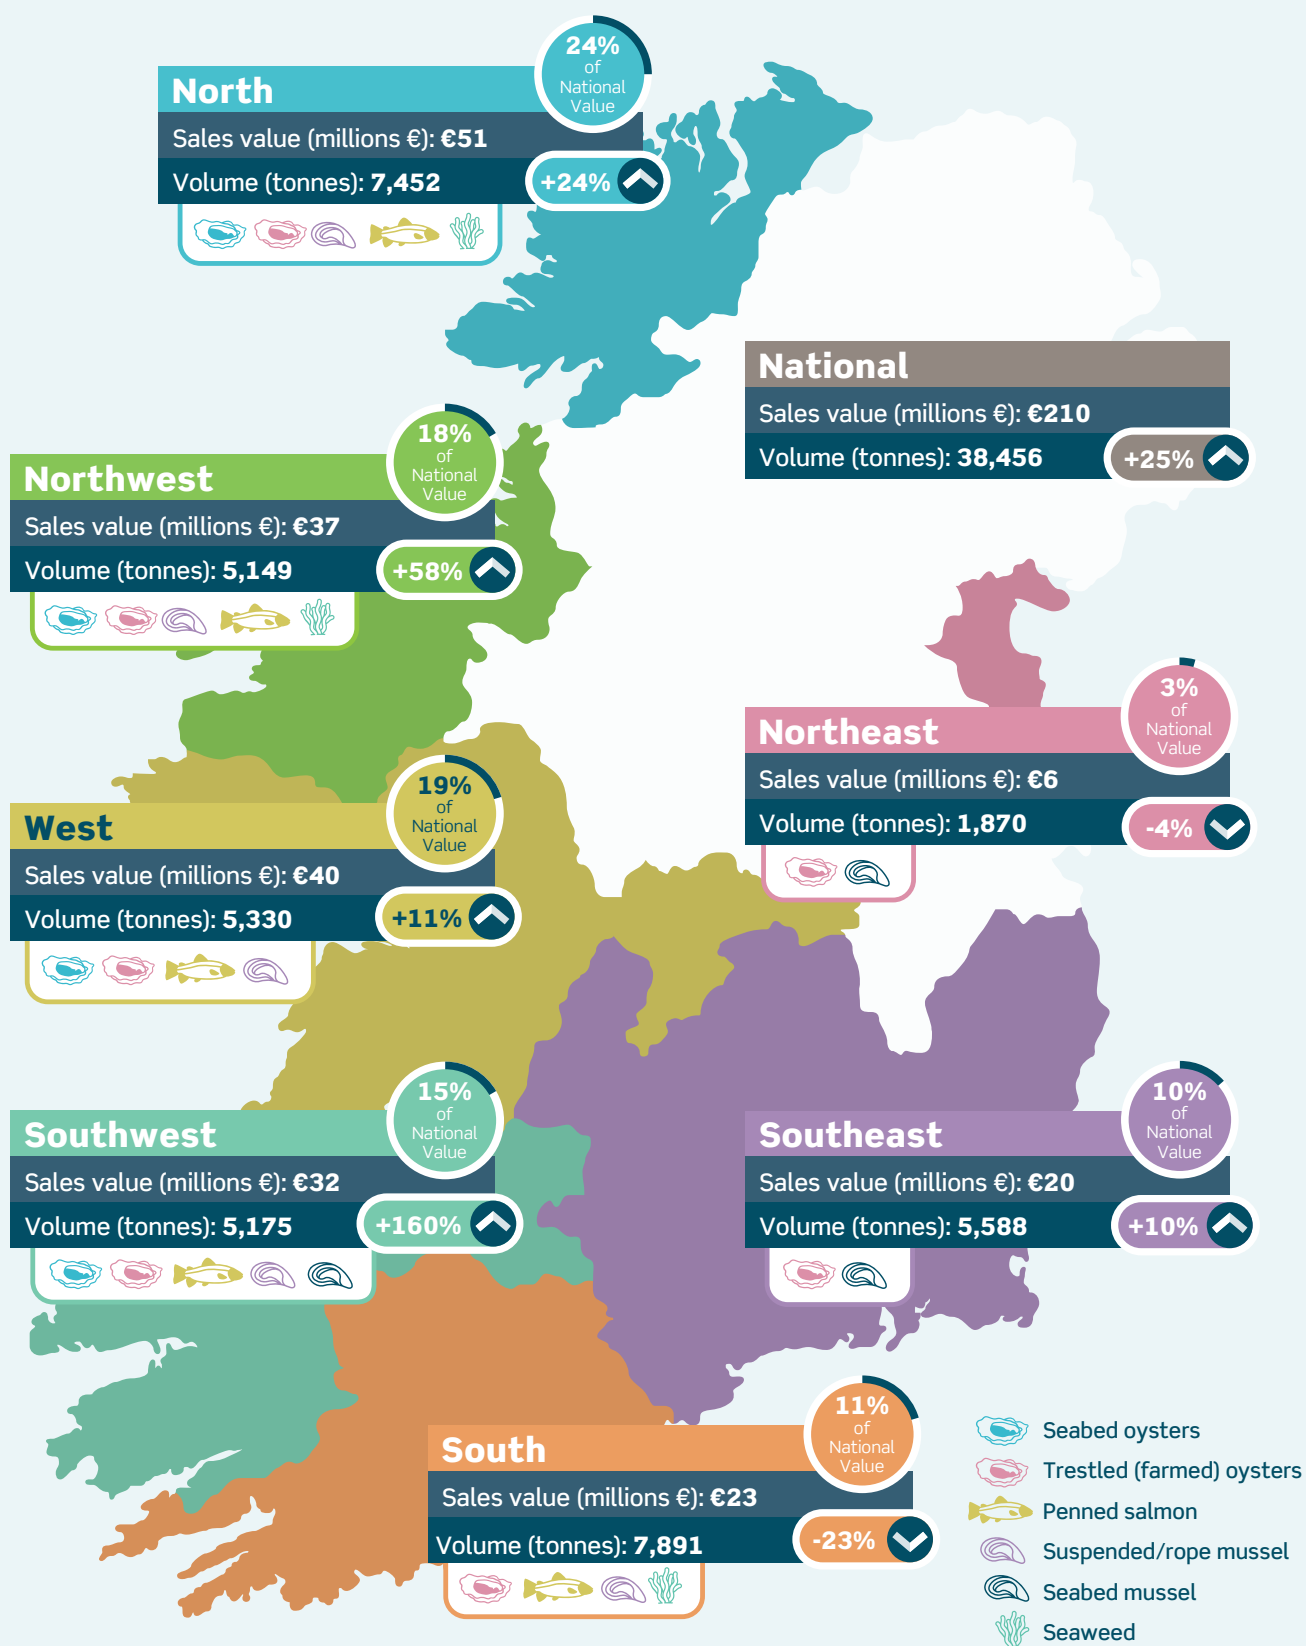 24%
of
National
Value
North
Sales value (millions €): €51
Volume (tonnes): 7,452
+24%
National
Sales value (millions €): €210
Volume (tonnes): 38,456
+25%
18%
of
National
Value
Northwest
Sales value (millions €): €37
Volume (tonnes): 5,149
+58%
3%
of
National
Value
Northeast
Sales value (millions €): €6
Volume (tonnes): 1,870
-4%
19%
of
National
Value
West
Sales value (millions €): €40
Volume (tonnes): 5,330
+11%
15%
of
National
Value
Southwest
Sales value (millions €): €32
Volume (tonnes): 5,175
+160%
10%
of
National
Value
Southeast
Sales value (millions €): €20
Volume (tonnes): 5,588
+10%
11%
of
National
Value
South
Sales value (millions €): €23
Volume (tonnes): 7,891
-23%
Seabed oysters
Trestled (farmed) oysters
Penned salmon
Suspended/rope mussel
Seabed mussel
Seaweed